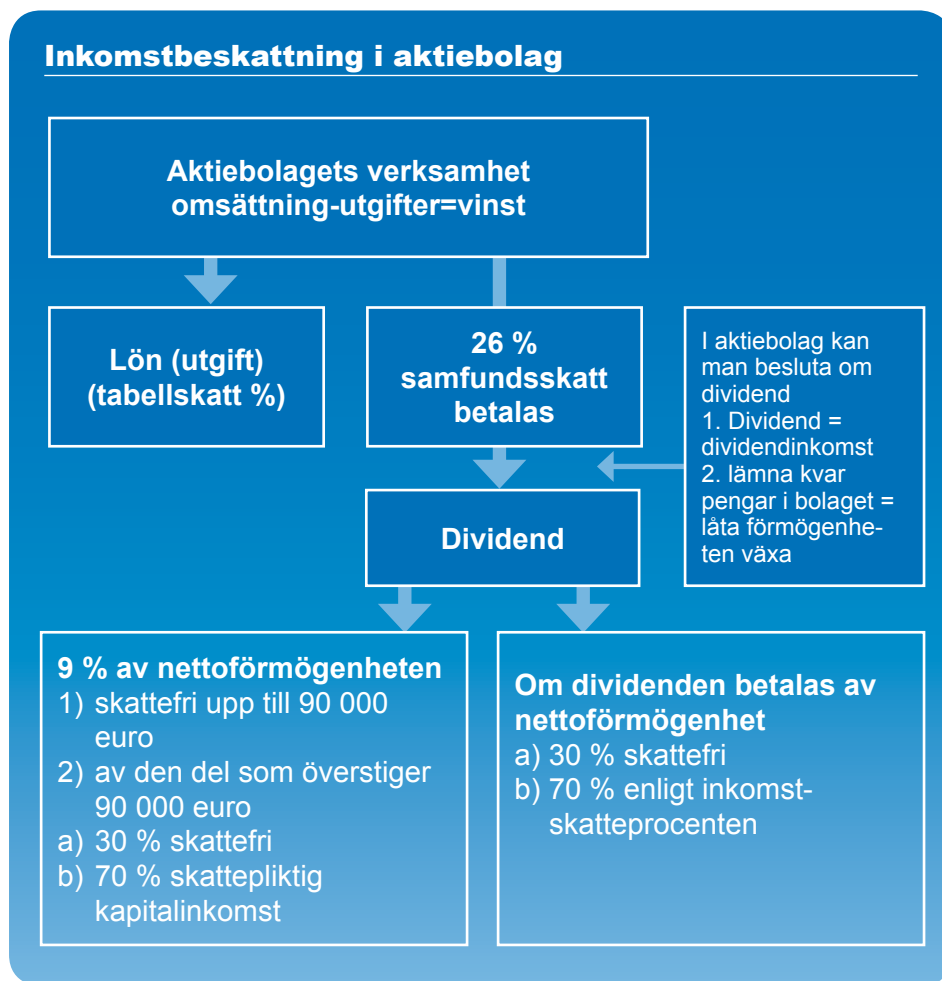 Inkomstbeskattning i aktiebolag
Aktiebolagets verksamhet
omsättning-utgifter=vinst
Lön (utgift)
(tabellskatt %)
26 %
samfundsskatt
betalas
I aktiebolag kan
man besluta om
dividend
1. Dividend =
dividendinkomst
2. lämna kvar
pengar i bolaget =
låta förmögenhe-
ten växa
Dividend
9 % av nettoförmögenheten
1) skattefri upp till 90 000
euro
2) av den del som överstiger
90 000 euro
a) 30 % skattefri
b) 70 % skattepliktig
kapitalinkomst
Om dividenden betalas av
nettoförmögenhet
a) 30 % skattefri
b) 70 % enligt inkomst-
skatteprocenten